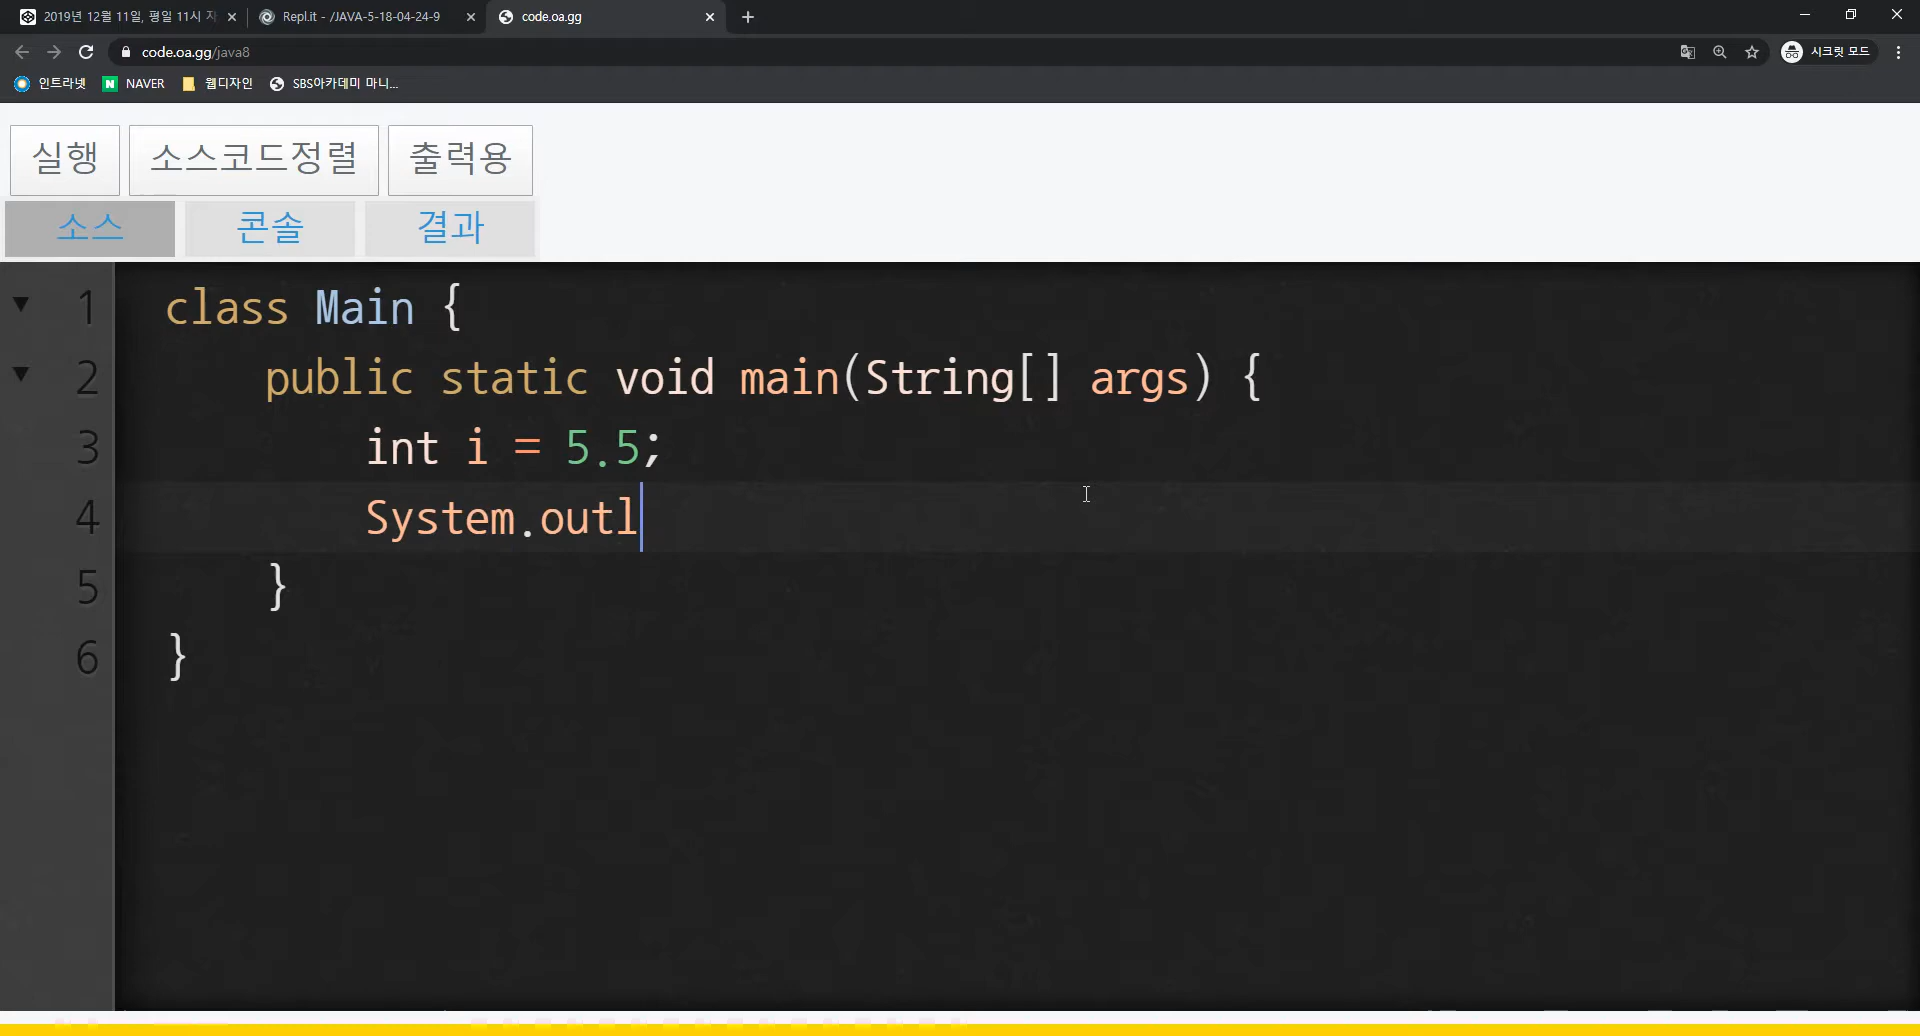 2019년 12월 11일, 평일 11시 자
Repl.it - /JAVA-5-18-04-24-9
code.oa.gg
code.oa.gg/java8
시크릿 모드
인트라넷 NAVER 웹디자인 SBS아카데미 마니...
실행 소스코드정렬 출력용
소스 콘솔 결과
1 class Main {
2 public static void main(String[] args) {
3 int i = 5.5;
4 System.outl
5 }
6 }